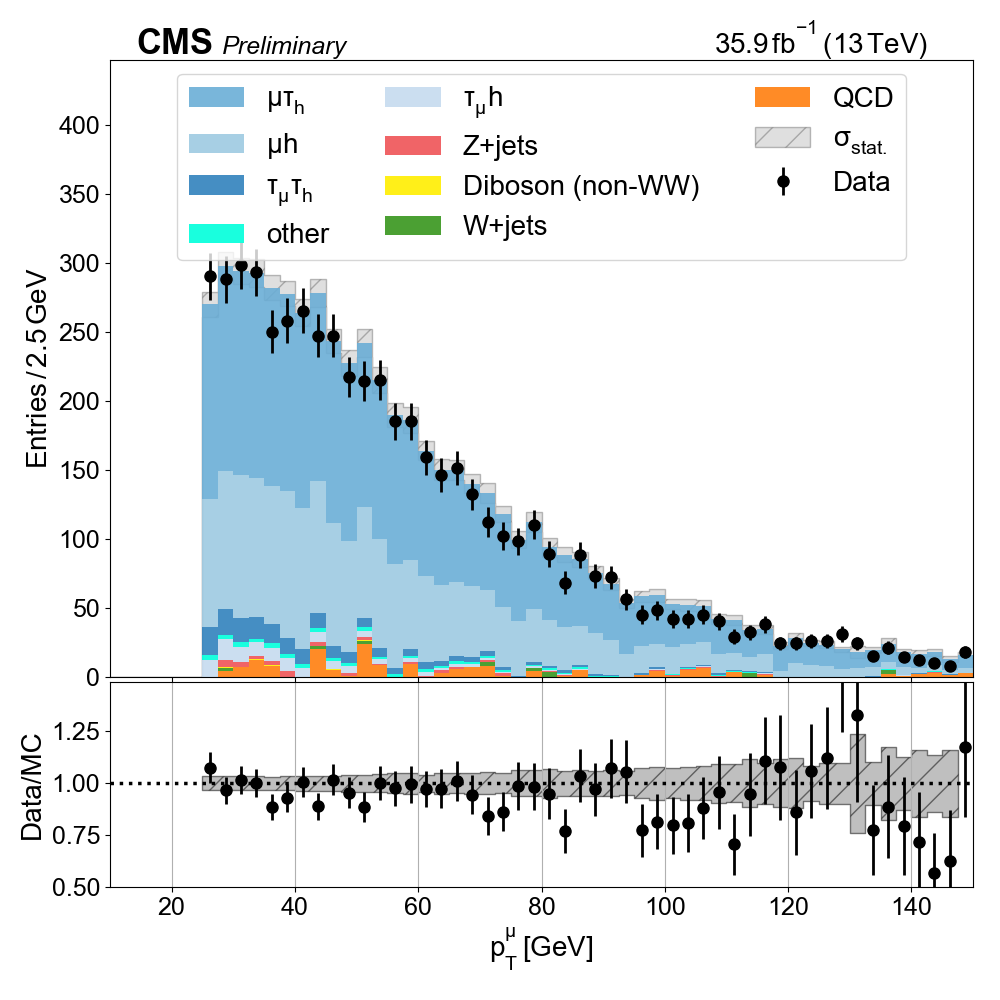 CMS Preliminary 35.9 fb⁻¹ (13 TeV)
μτ_h τ_μh QCD
μh Z+jets σ_stat.
τ_μτ_h Diboson (non-WW) Data
other W+jets
Entries / 2.5 GeV
400
350
300
250
200
150
100
50
0
Data/MC
1.25
1.00
0.75
0.50
20 40 60 80 100 120 140
p_T^μ [GeV]